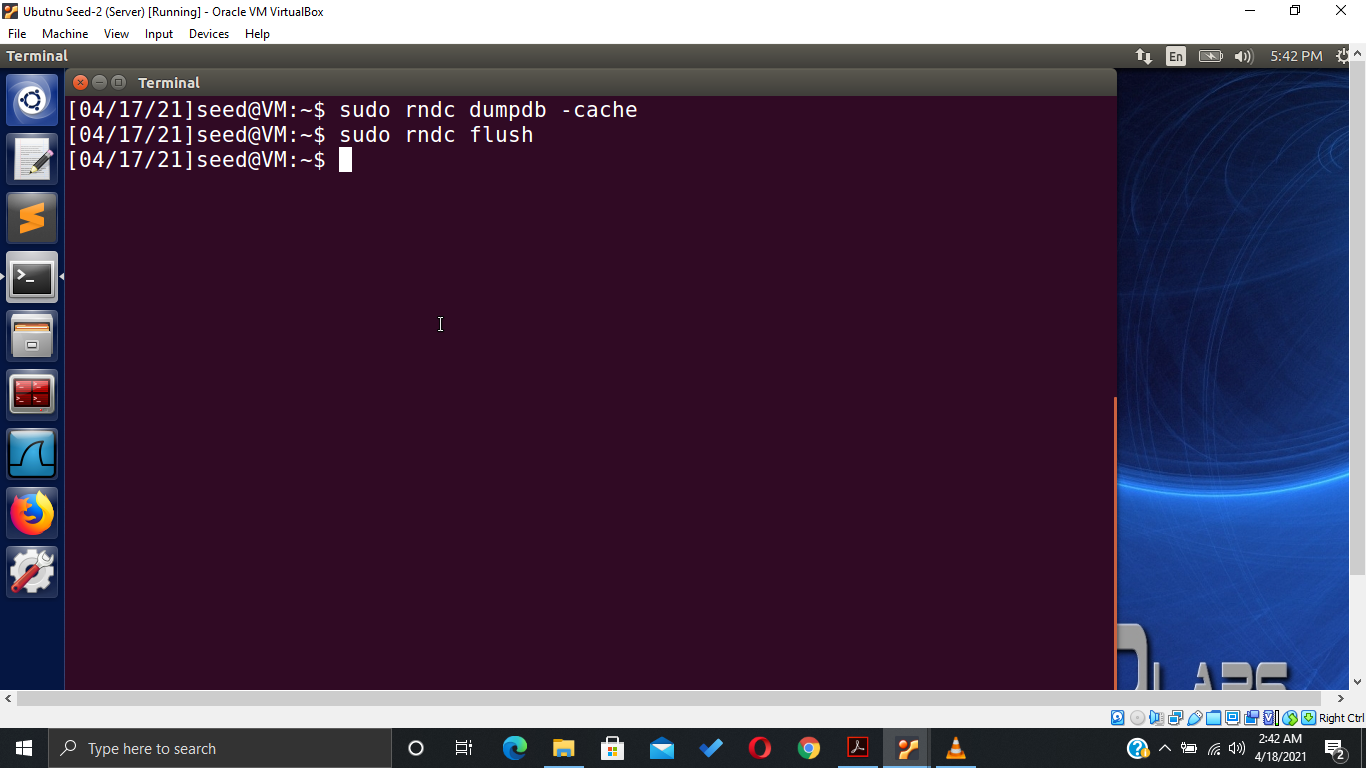 Ubutnu Seed-2 (Server) [Running] - Oracle VM VirtualBox
File Machine View Input Devices Help
Terminal En 5:42 PM
Terminal
[04/17/21]seed@VM:~$ sudo rndc dumpdb -cache
[04/17/21]seed@VM:~$ sudo rndc flush
[04/17/21]seed@VM:~$
LABS
Right Ctrl
Type here to search
2:42 AM
4/18/2021
2